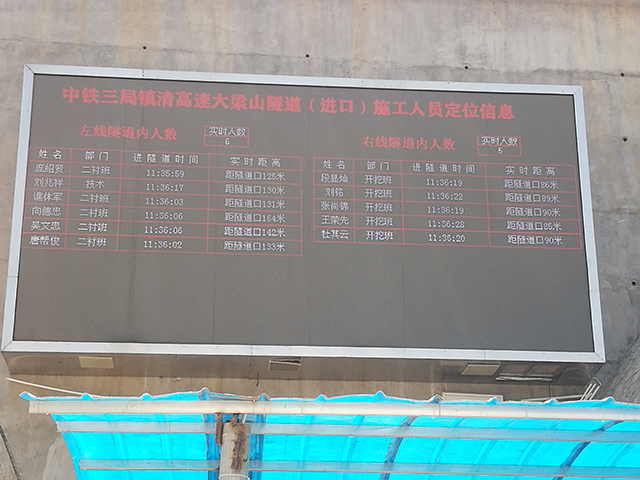 中铁三局镇清高速大梁山隧道（进口）施工人员定位信息
左线隧道内人数 实时人数 6
姓名 部门 进隧道时间 实时距离
庞绍贤 二衬班 11:35:59 距隧道口125米
刘兆祥 技术 11:36:17 距隧道口130米
谯休军 二衬班 11:36:03 距隧道口131米
向德忠 二衬班 11:36:06 距隧道口164米
吴文忠 二衬班 11:36:06 距隧道口142米
唐帮俊 二衬班 11:36:02 距隧道口133米
右线隧道内人数 实时人数 5
姓名 部门 进隧道时间 实时距离
段显灿 开挖班 11:36:19 距隧道口86米
刘铭 开挖班 11:36:22 距隧道口89米
张尚锦 开挖班 11:36:19 距隧道口90米
王荣先 开挖班 11:36:28 距隧道口85米
杜其云 开挖班 11:36:20 距隧道口90米